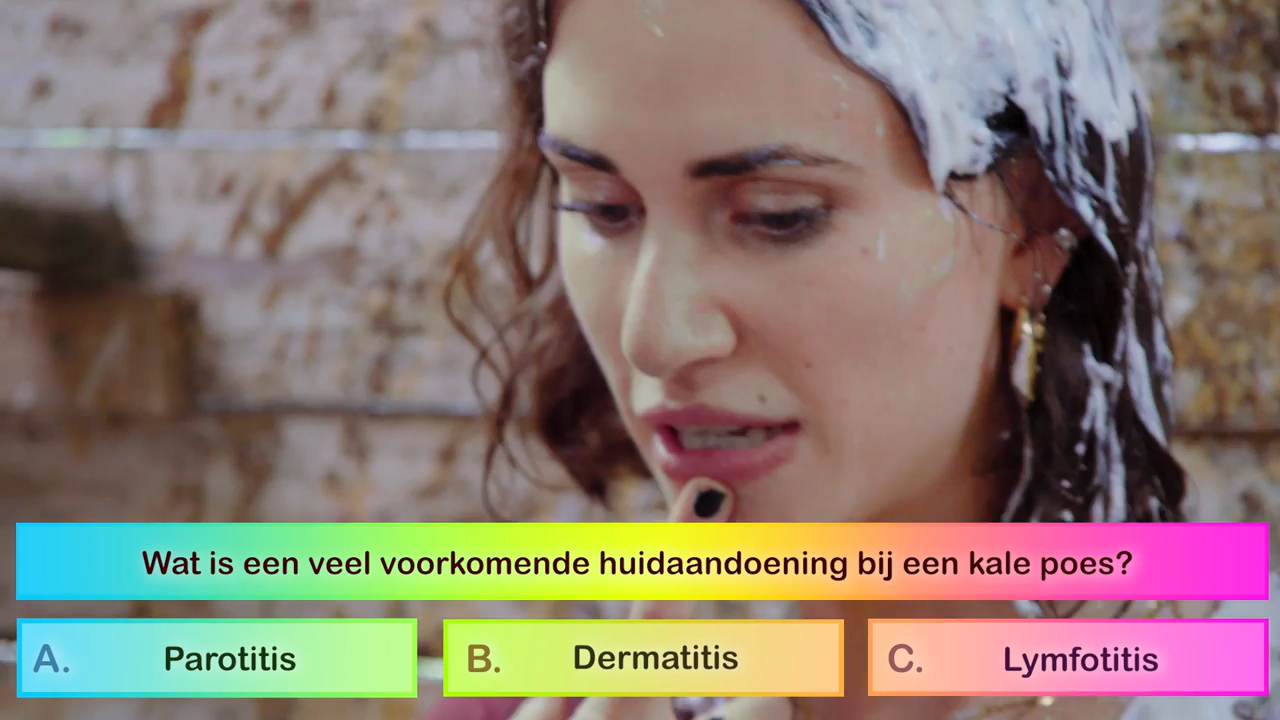 Wat is een veel voorkomende huidaandoening bij een kale poes?
A. Parotitis
B. Dermatitis
C. Lymfotitis